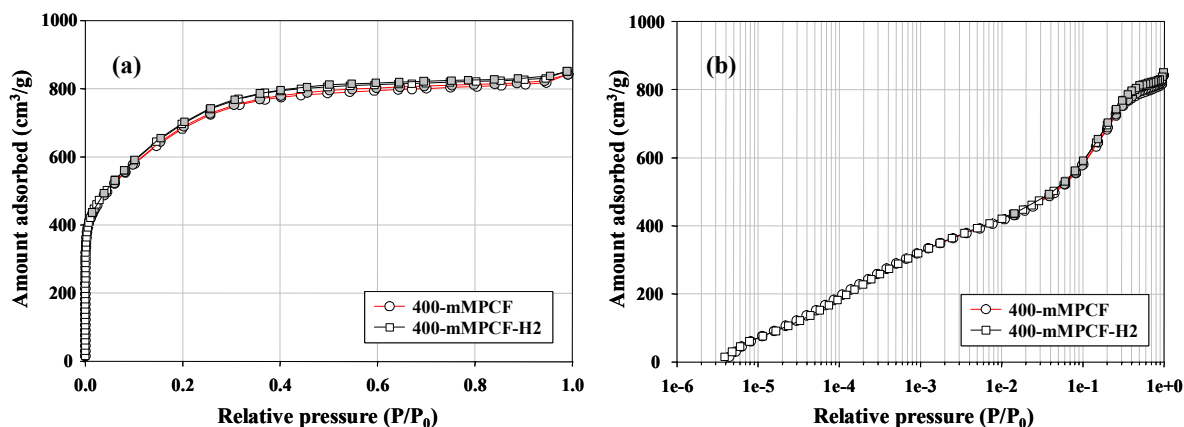 (a)
Amount adsorbed (cm³/g)
1000
800
600
400
200
0
0.0 0.2 0.4 0.6 0.8 1.0
Relative pressure (P/P₀)
400-mMPCF
400-mMPCF-H2
(b)
Amount adsorbed (cm³/g)
1000
800
600
400
200
0
1e-6 1e-5 1e-4 1e-3 1e-2 1e-1 1e+0
Relative pressure (P/P₀)
400-mMPCF
400-mMPCF-H2